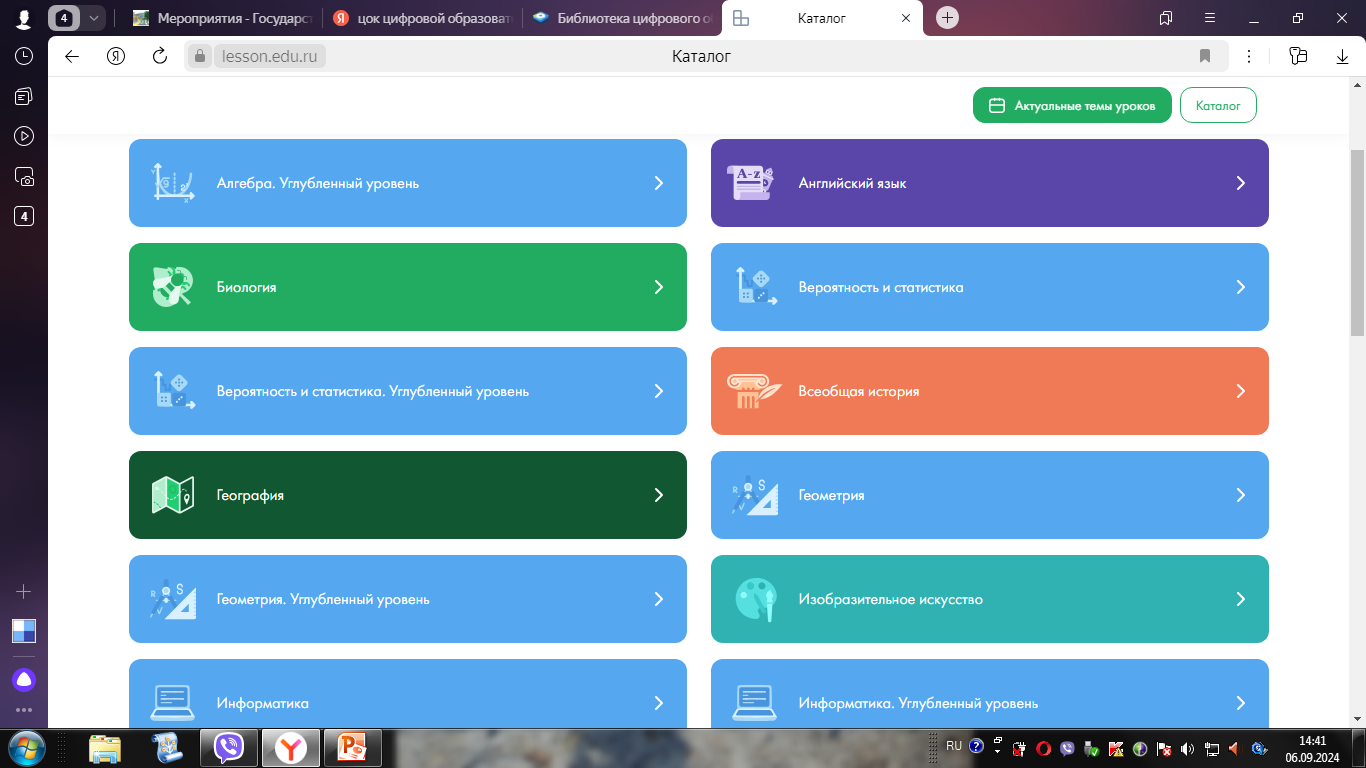 4
Мероприятия - Государст
цок цифровой образоват
Библиотека цифрового о
Каталог
lesson.edu.ru
Каталог
Актуальные темы уроков
Каталог
4
Алгебра. Углубленный уровень
A-z
Английский язык
Биология
Вероятность и статистика
Вероятность и статистика. Углубленный уровень
Всеобщая история
География
R S
V
Геометрия
R S
V
Геометрия. Углубленный уровень
Изобразительное искусство
Информатика
Информатика. Углубленный уровень
RU
14:41
06.09.2024